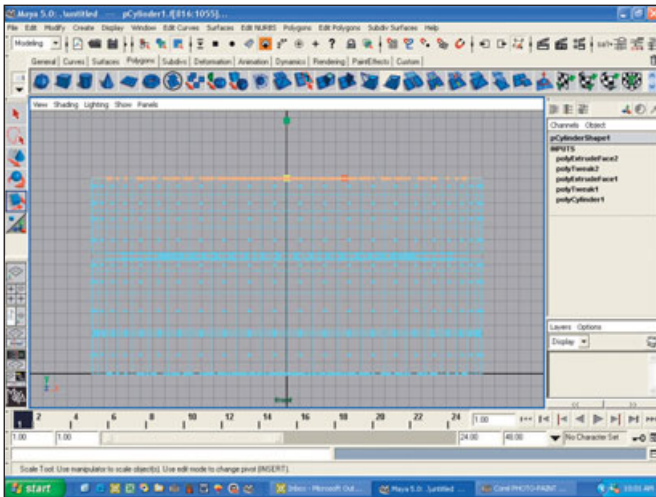 Maya 5.0: .\untitled --- pCylinder1.f[816:1055]...
File Edit Modify Create Display Window Edit Curves Surfaces Edit NURBS Polygons Edit Polygons Subdiv Surfaces Help
Modeling
General Curves Surfaces Polygons Subdivs Deformation Animation Dynamics Rendering PaintEffects Custom
View Shading Lighting Show Panels
Channels Object
pCylinderShape1
INPUTS
polyExtrudeFace2
polyTweak2
polyExtrudeFace1
polyTweak1
polyCylinder1
Layers Options
Display
front
1 2 4 6 8 10 12 14 16 18 20 22 24 1.00
1.00 1.00 24.00 48.00 No Character Set
Scale Tool: Use manipulator to scale object(s). Use edit mode to change pivot (INSERT).
start Inbox - Microsoft Out... Maya 5.0: .\untitled ... Corel PHOTO-PAINT ... 10:01 AM